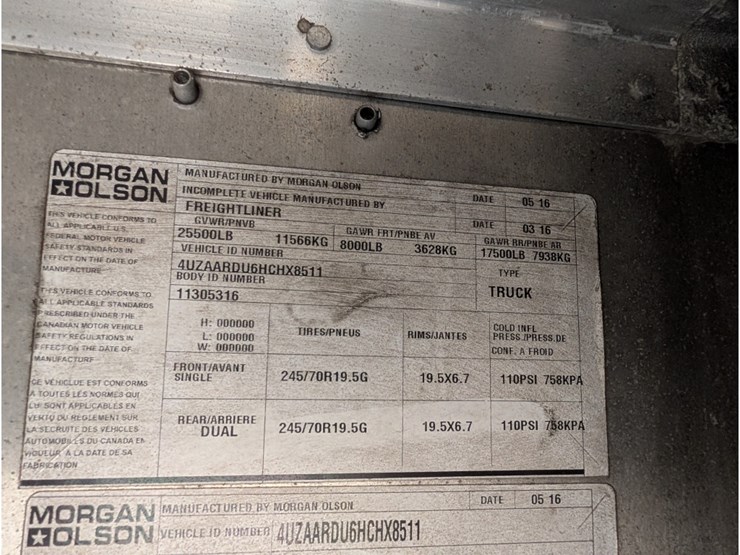 MORGAN OLSON
MANUFACTURED BY MORGAN OLSON DATE 05 16
INCOMPLETE VEHICLE MANUFACTURED BY
FREIGHTLINER DATE 03 16
GVWR/PNVB GAWR FRT/PNBE AV GAWR RR/PNBE AR
25500LB 11566KG 8000LB 3628KG 17500LB 7938KG
VEHICLE ID NUMBER TYPE
4UZAARDU6HCHX8511
BODY ID NUMBER TRUCK
11305316
THIS VEHICLE CONFORMS TO
ALL APPLICABLE U.S.
FEDERAL MOTOR VEHICLE
SAFETY STANDARDS IN
EFFECT ON THE DATE OF
MANUFACTURE
THIS VEHICLE CONFORMS TO
ALL APPLICABLE STANDARDS
PRESCRIBED UNDER THE
CANADIAN MOTOR VEHICLE
SAFETY REGULATIONS IN
EFFECT ON THE DATE OF
MANUFACTURE
CE VEHICLUE EST CONFORMS
A TOUTES LES NORMES QUI
LUI SONT APPLICABLES EN
VERTU DU REGLEMENT SUR
LA SECURITE DES VEHICLES
AUTOMOBILES DU CANADA EN
VIGUEUR A LA DATE DE SA
FABRICATION
H: 000000
L: 000000
W: 000000
TIRES/PNEUS RIMS/JANTES COLD INFL
PRESS./PRESS.DE
CONF. A FROID
FRONT/AVANT
SINGLE 245/70R19.5G 19.5X6.7 110PSI 758KPA
REAR/ARRIERE
DUAL 245/70R19.5G 19.5X6.7 110PSI 758KPA
MORGAN OLSON
MANUFACTURED BY MORGAN OLSON DATE 05 16
VEHICLE ID NUMBER 4UZAARDU6HCHX8511